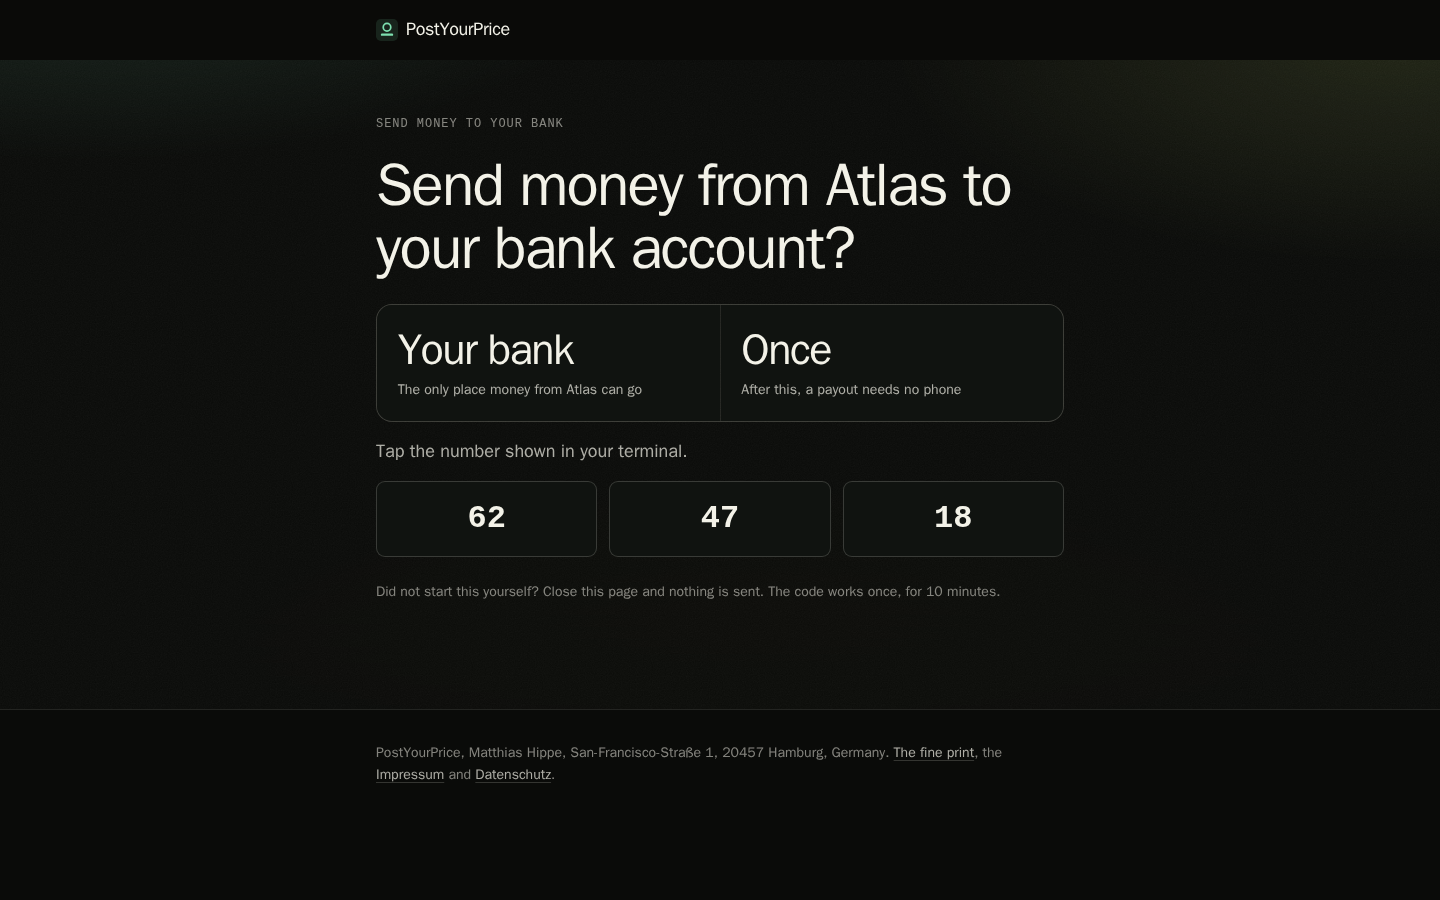 PostYourPrice
SEND MONEY TO YOUR BANK
Send money from Atlas to
your bank account?
Your bank
The only place money from Atlas can go
Once
After this, a payout needs no phone
Tap the number shown in your terminal.
62
47
18
Did not start this yourself? Close this page and nothing is sent. The code works once, for 10 minutes.
PostYourPrice, Matthias Hippe, San-Francisco-Straße 1, 20457 Hamburg, Germany. The fine print, the
Impressum and Datenschutz.